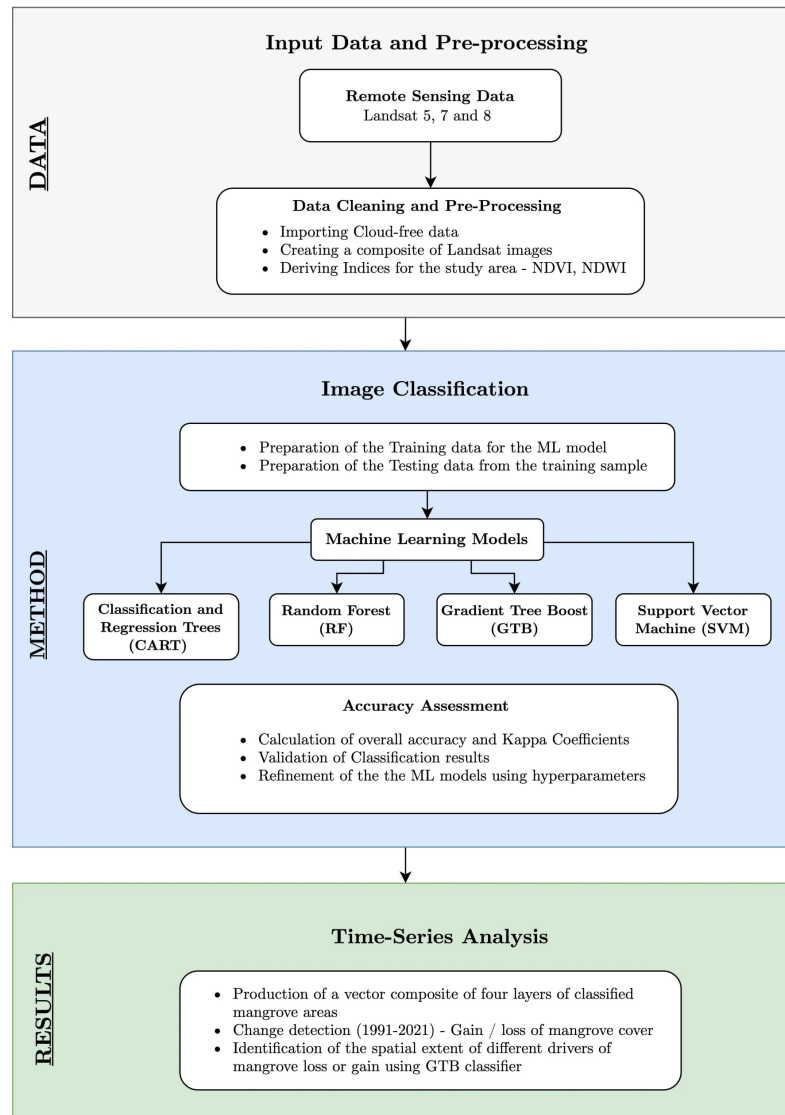 Input Data and Pre-processing
DATA
Remote Sensing Data
Landsat 5, 7 and 8
Data Cleaning and Pre-Processing
• Importing Cloud-free data
• Creating a composite of Landsat images
• Deriving Indices for the study area - NDVI, NDWI
Image Classification
METHOD
• Preparation of the Training data for the ML model
• Preparation of the Testing data from the training sample
Machine Learning Models
Classification and
Regression Trees
(CART)
Random Forest
(RF)
Gradient Tree Boost
(GTB)
Support Vector
Machine (SVM)
Accuracy Assessment
• Calculation of overall accuracy and Kappa Coefficients
• Validation of Classification results
• Refinement of the the ML models using hyperparameters
Time-Series Analysis
RESULTS
• Production of a vector composite of four layers of classified
mangrove areas
• Change detection (1991-2021) - Gain / loss of mangrove cover
• Identification of the spatial extent of different drivers of
mangrove loss or gain using GTB classifier